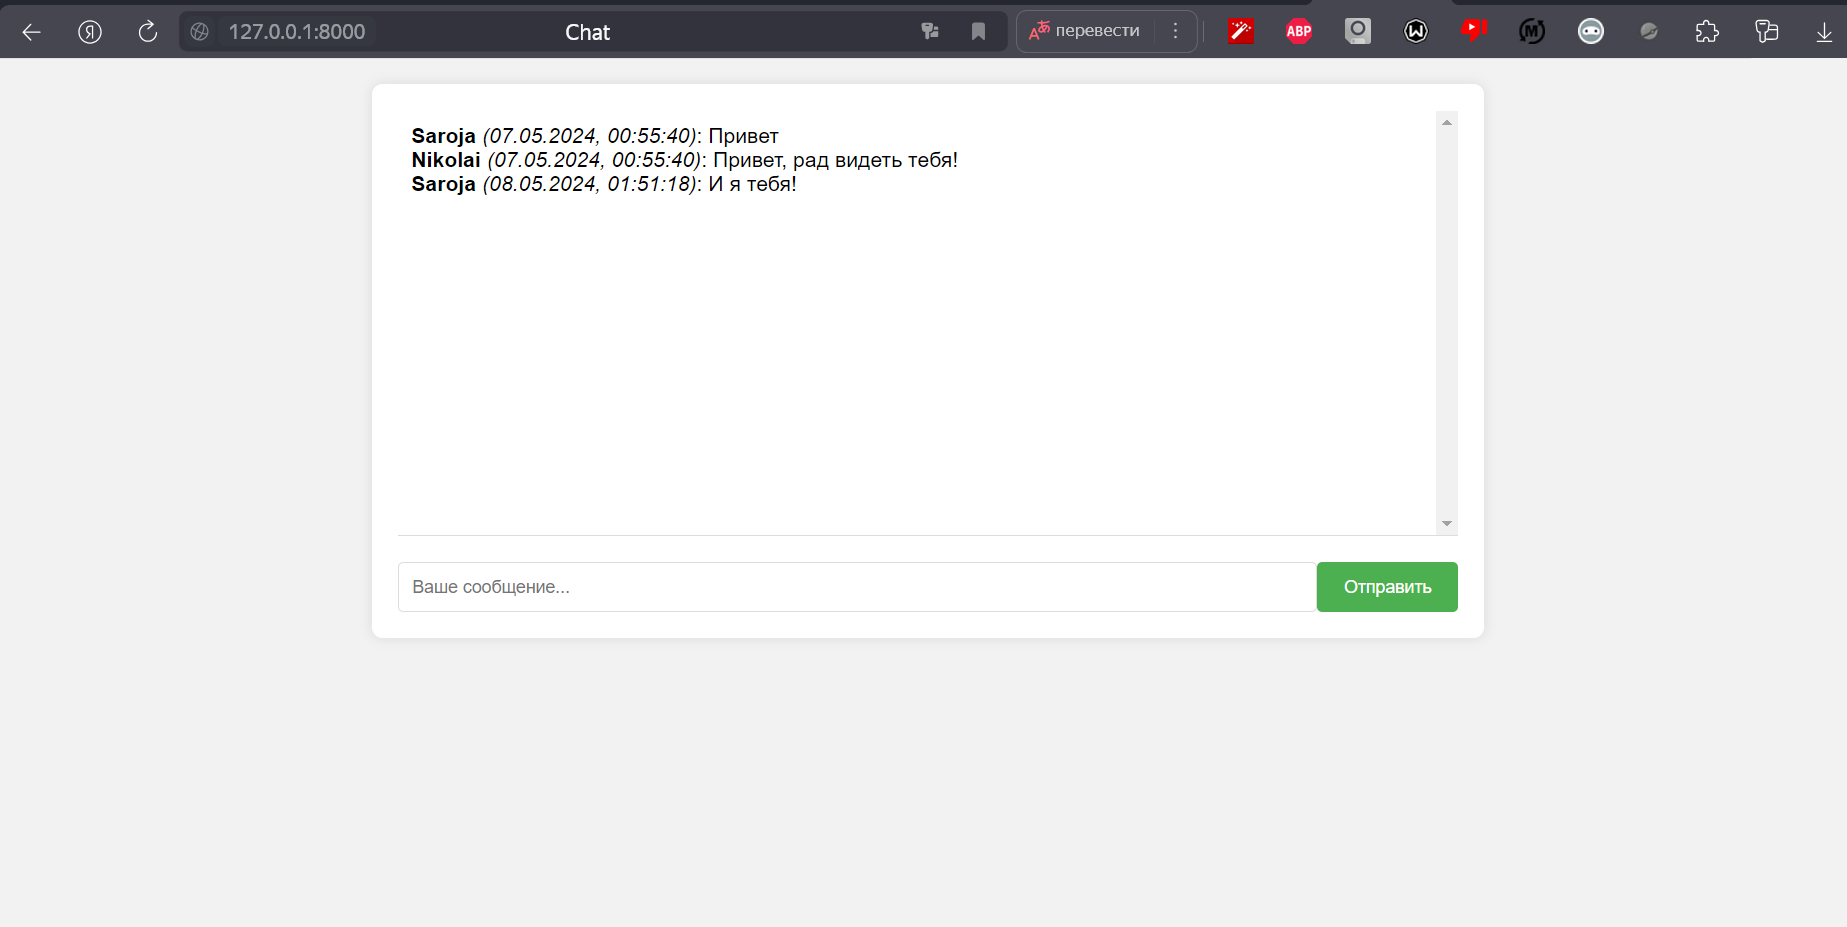 127.0.0.1:8000
Chat
перевести
ABP
Saroja (07.05.2024, 00:55:40): Привет
Nikolai (07.05.2024, 00:55:40): Привет, рад видеть тебя!
Saroja (08.05.2024, 01:51:18): И я тебя!
Ваше сообщение...
Отправить